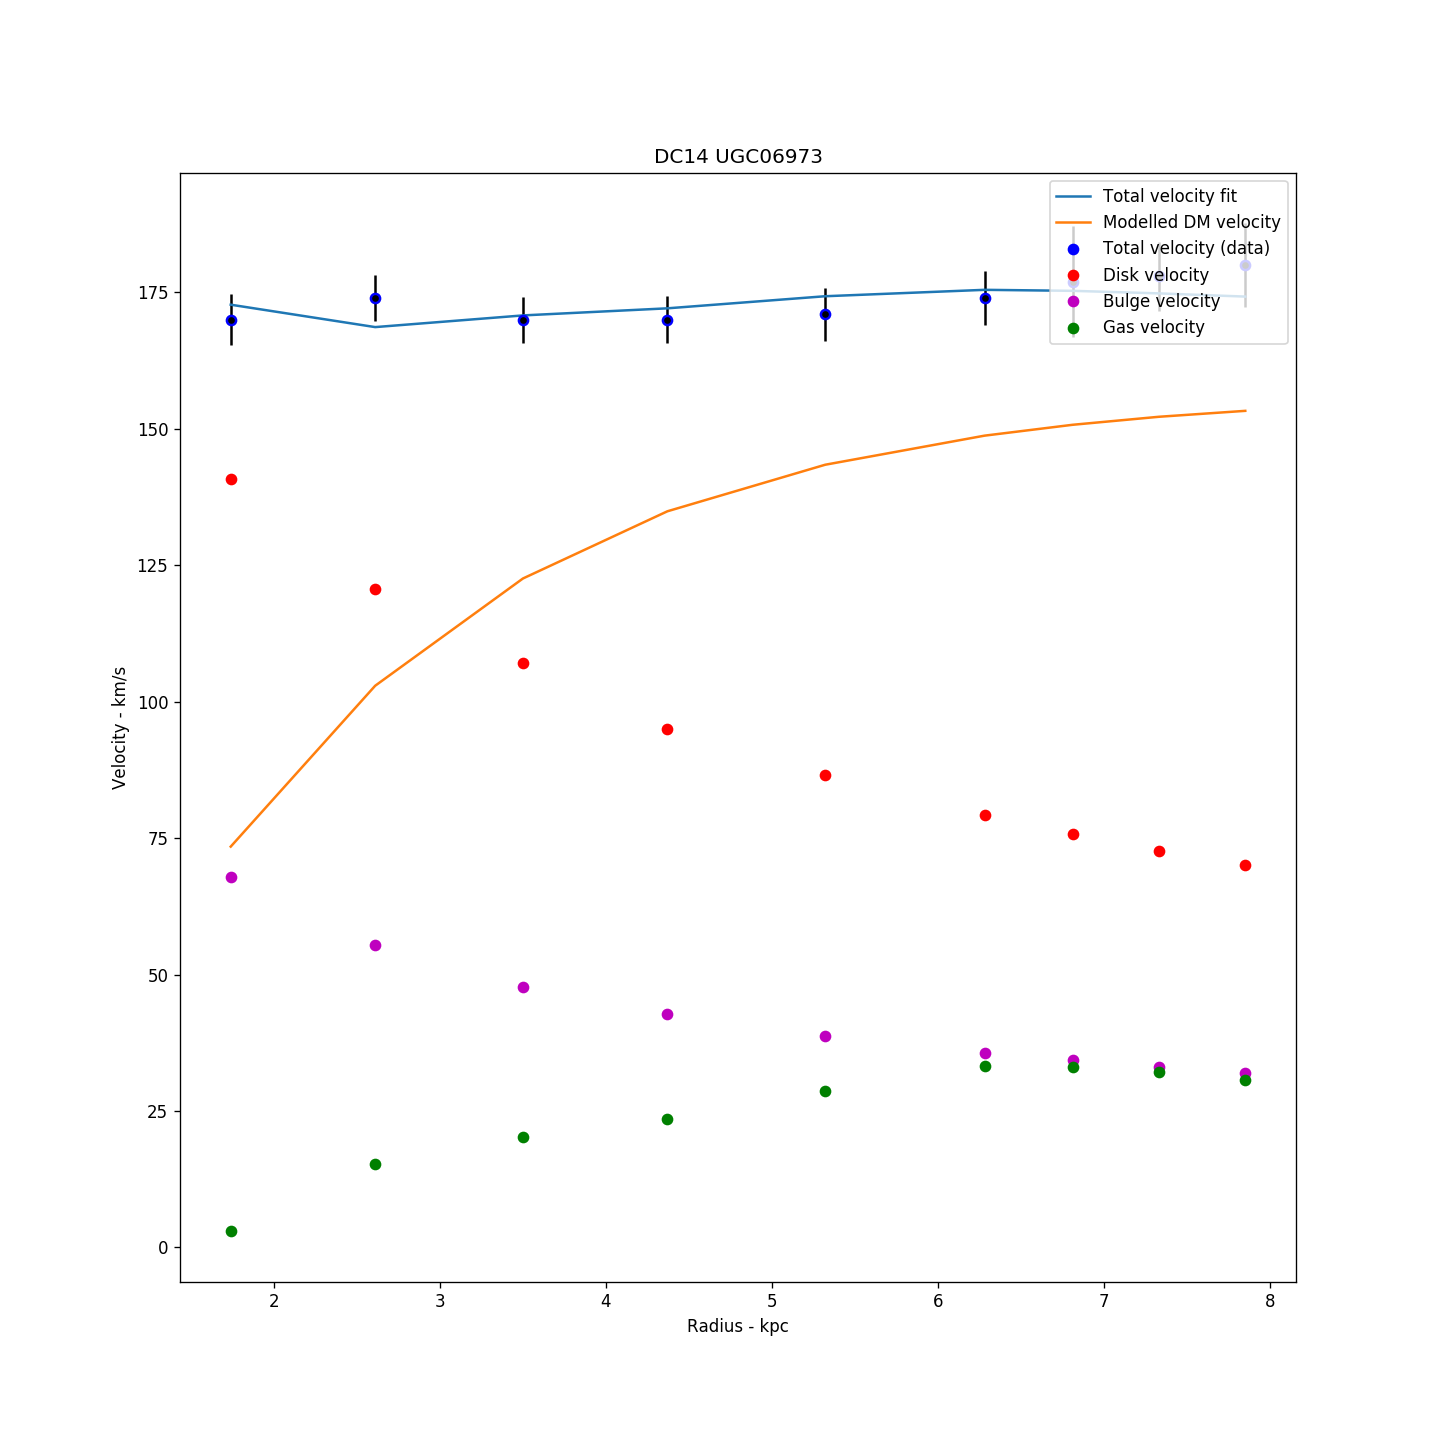 DC14 UGC06973
Total velocity fit
Modelled DM velocity
Total velocity (data)
Disk velocity
Bulge velocity
Gas velocity
175
150
125
100
75
50
25
0
Velocity - km/s
2 3 4 5 6 7 8
Radius - kpc